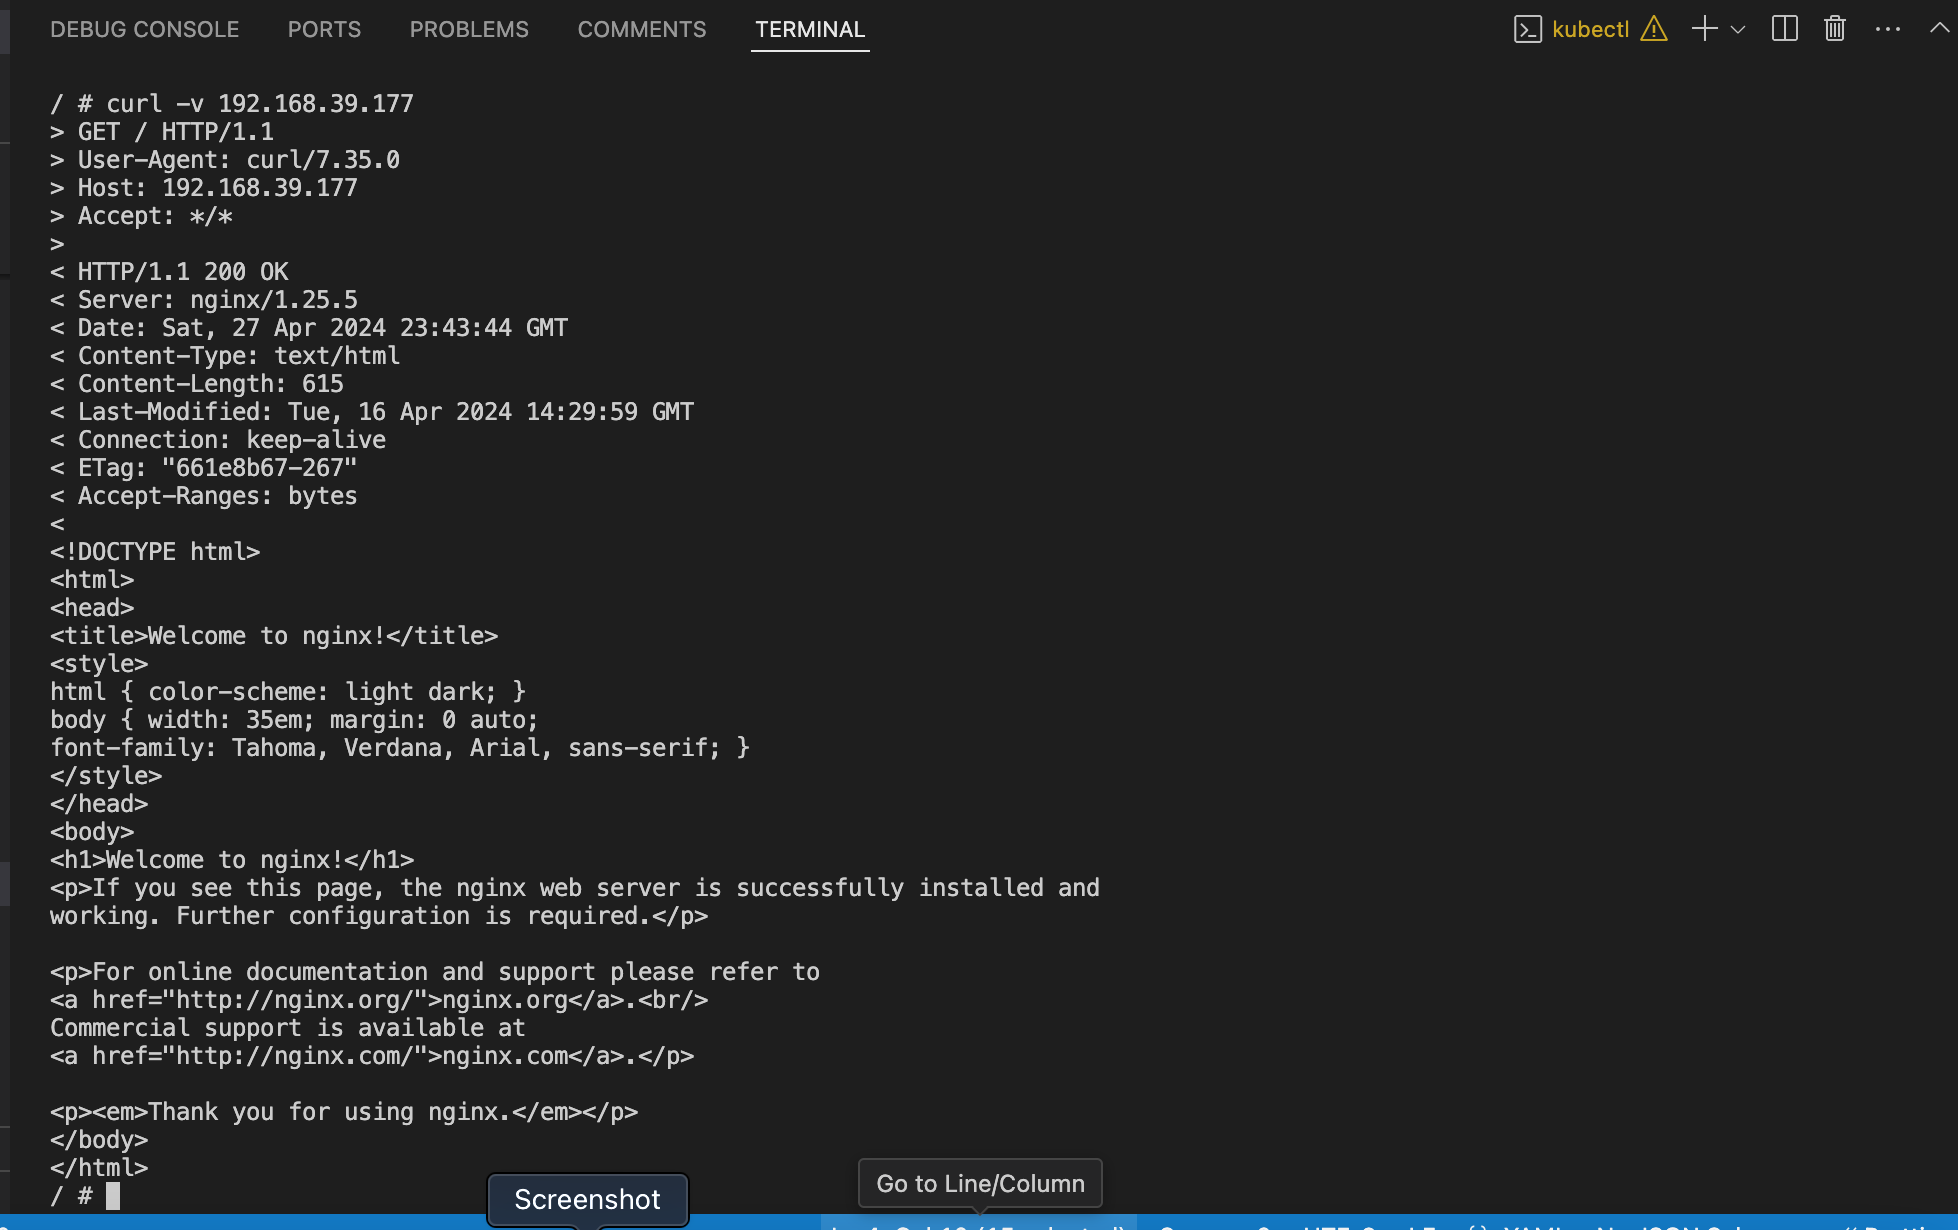 DEBUG CONSOLE PORTS PROBLEMS COMMENTS TERMINAL kubectl
/ # curl -v 192.168.39.177
> GET / HTTP/1.1
> User-Agent: curl/7.35.0
> Host: 192.168.39.177
> Accept: */*
>
< HTTP/1.1 200 OK
< Server: nginx/1.25.5
< Date: Sat, 27 Apr 2024 23:43:44 GMT
< Content-Type: text/html
< Content-Length: 615
< Last-Modified: Tue, 16 Apr 2024 14:29:59 GMT
< Connection: keep-alive
< ETag: "661e8b67-267"
< Accept-Ranges: bytes
<
<!DOCTYPE html>
<html>
<head>
<title>Welcome to nginx!</title>
<style>
html { color-scheme: light dark; }
body { width: 35em; margin: 0 auto;
font-family: Tahoma, Verdana, Arial, sans-serif; }
</style>
</head>
<body>
<h1>Welcome to nginx!</h1>
<p>If you see this page, the nginx web server is successfully installed and
working. Further configuration is required.</p>
<p>For online documentation and support please refer to
<a href="http://nginx.org/">nginx.org</a>.<br/>
Commercial support is available at
<a href="http://nginx.com/">nginx.com</a>.</p>
<p><em>Thank you for using nginx.</em></p>
</body>
</html>
/ #
Screenshot
Go to Line/Column